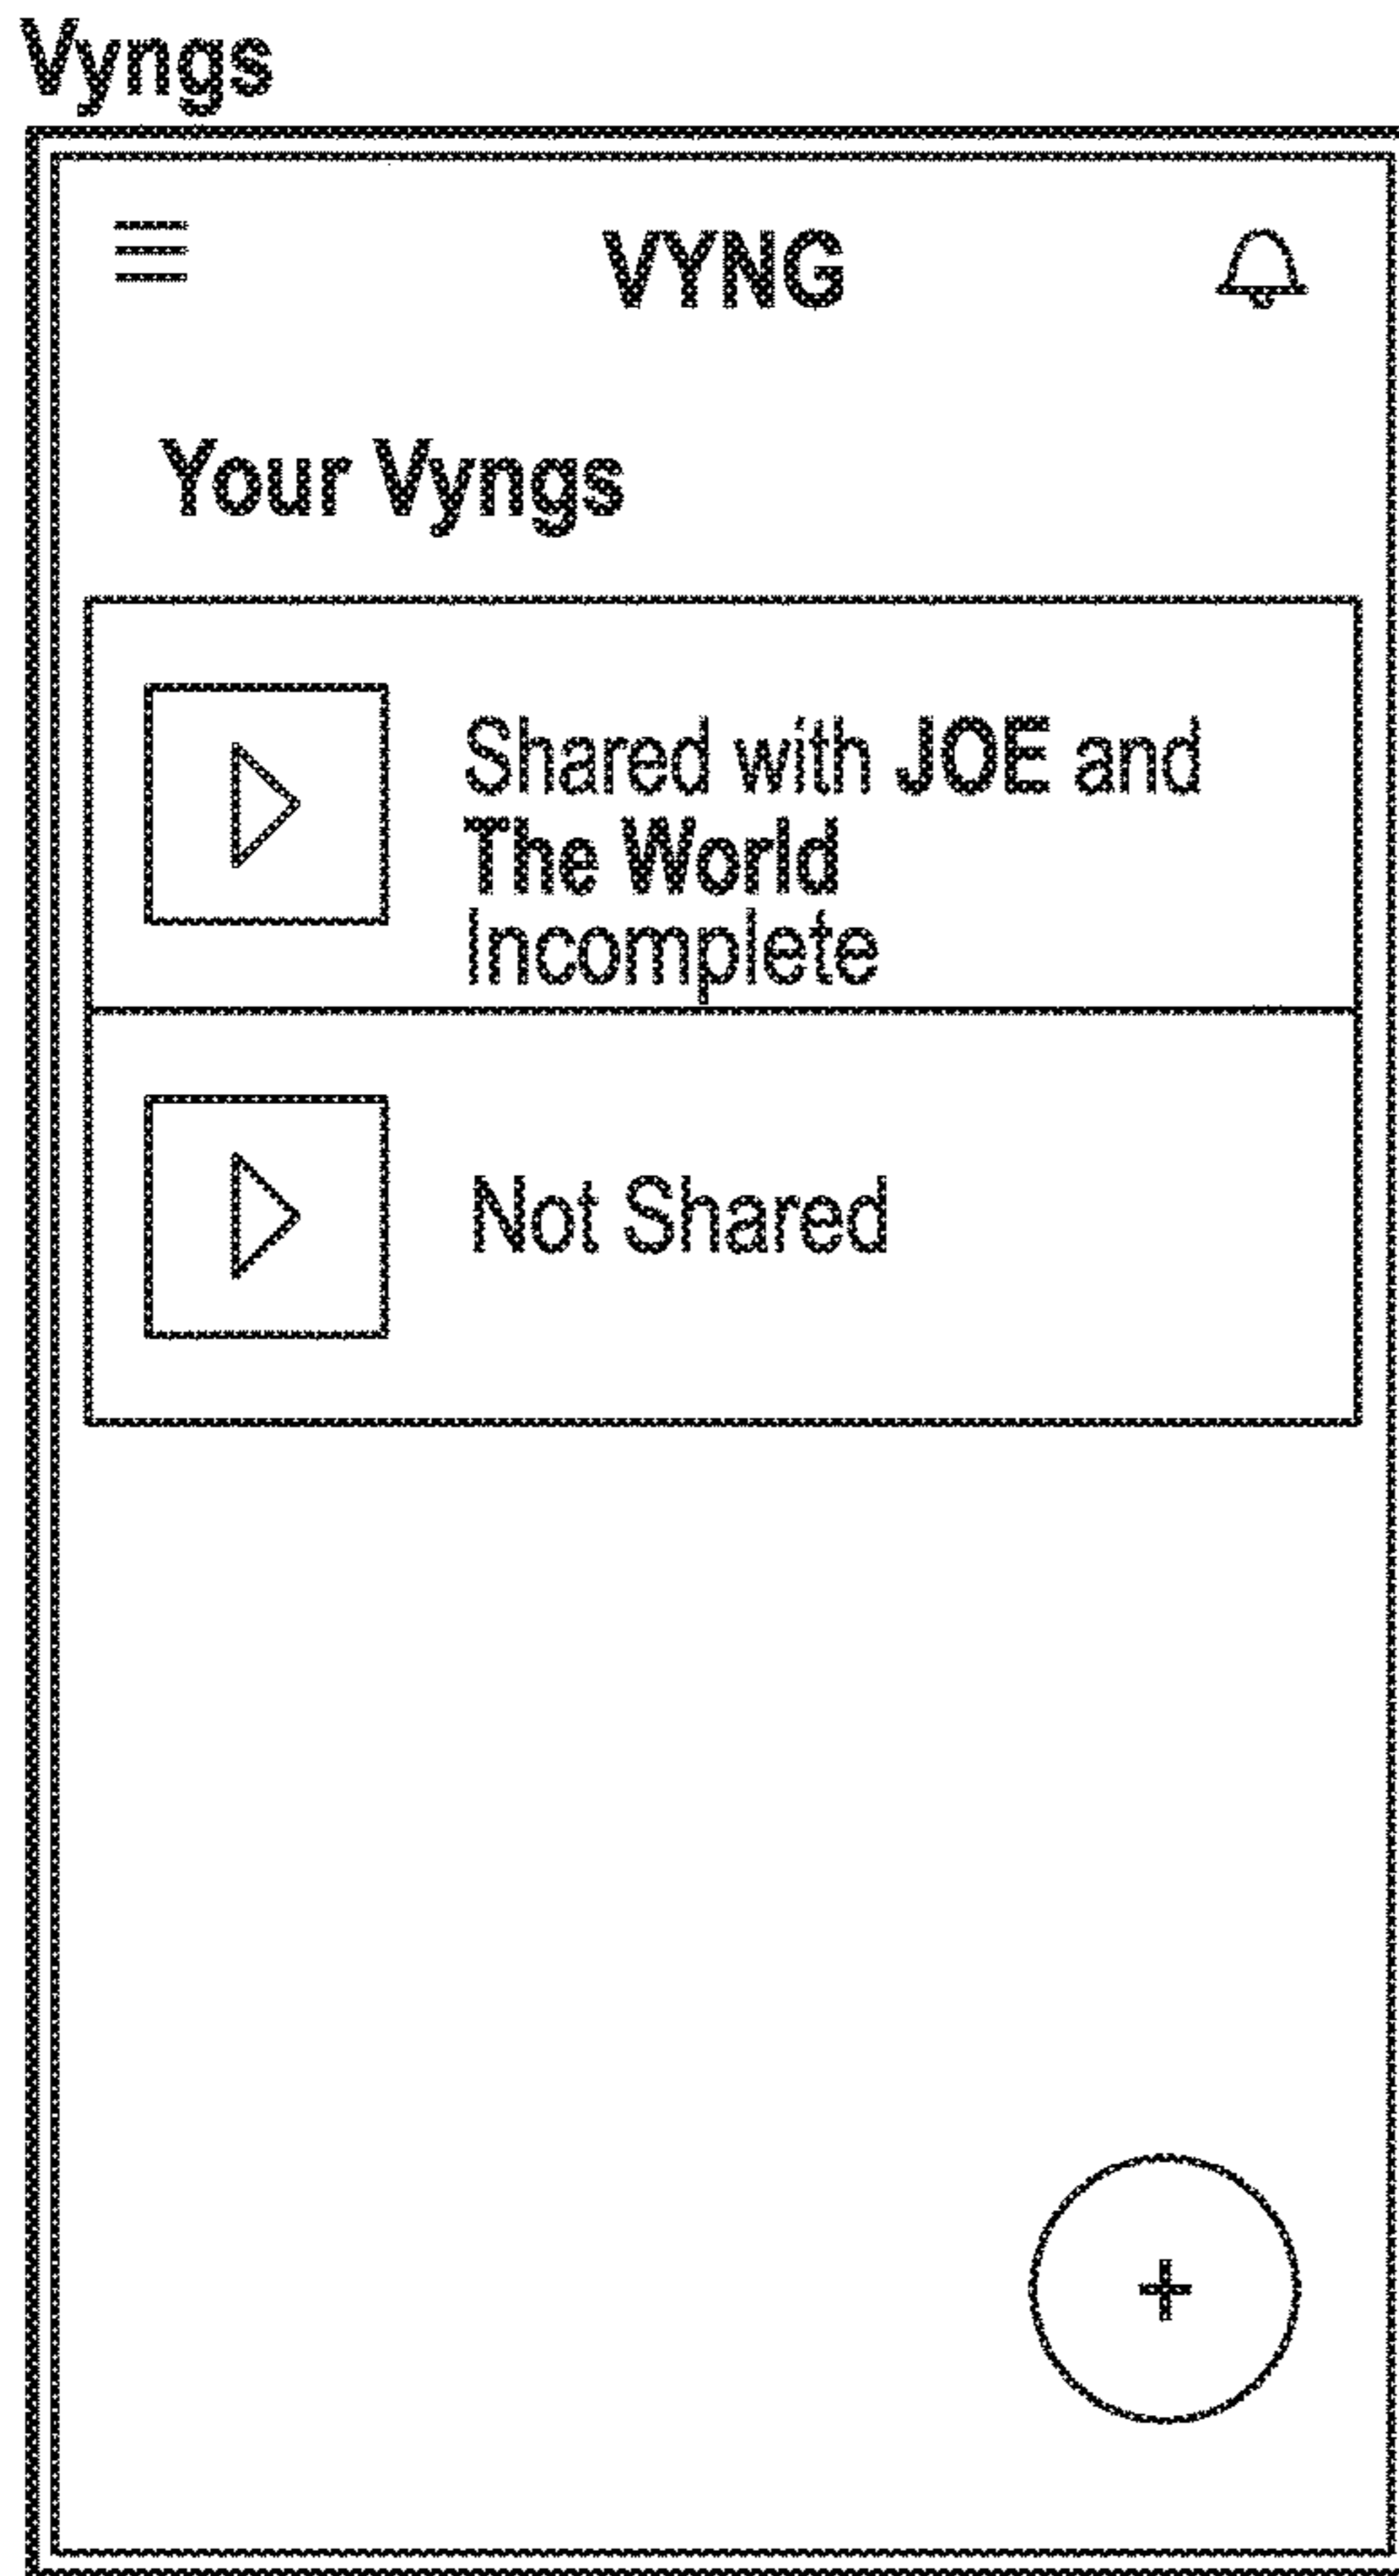 Vyngs
VYNG
Your Vyngs
Shared with JOE and
The World
Incomplete
Not Shared
+